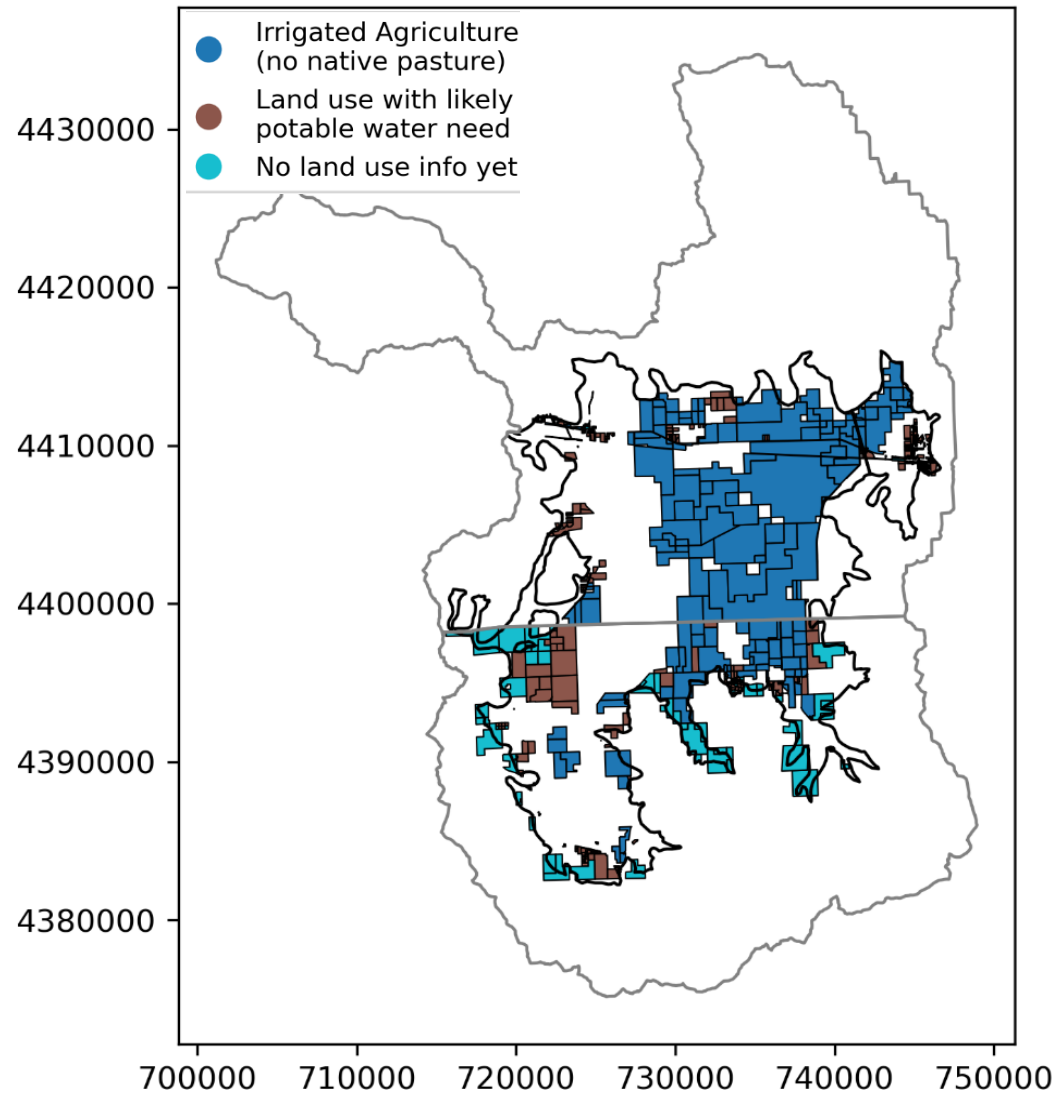 Irrigated Agriculture
(no native pasture)
Land use with likely
potable water need
No land use info yet
4430000
4420000
4410000
4400000
4390000
4380000
700000 710000 720000 730000 740000 750000